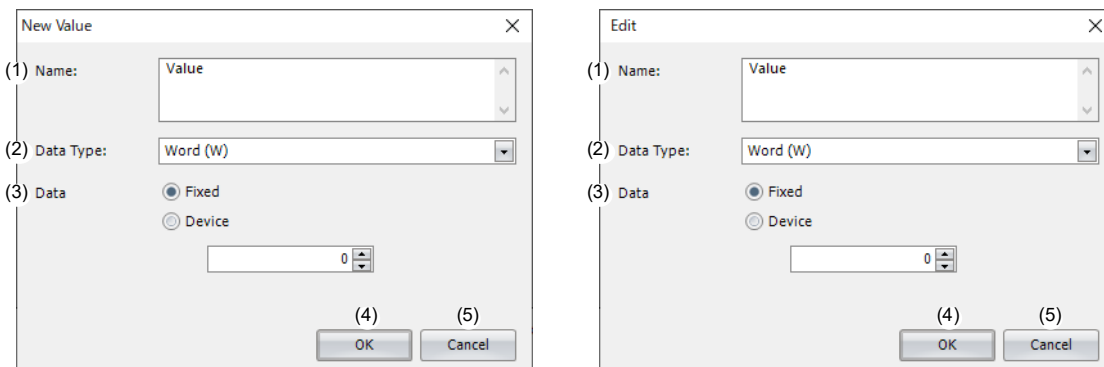 New Value
(1) Name: Value
(2) Data Type: Word (W)
(3) Data Fixed
Device
0
(4) (5)
OK Cancel
Edit
(1) Name: Value
(2) Data Type: Word (W)
(3) Data Fixed
Device
0
(4) (5)
OK Cancel